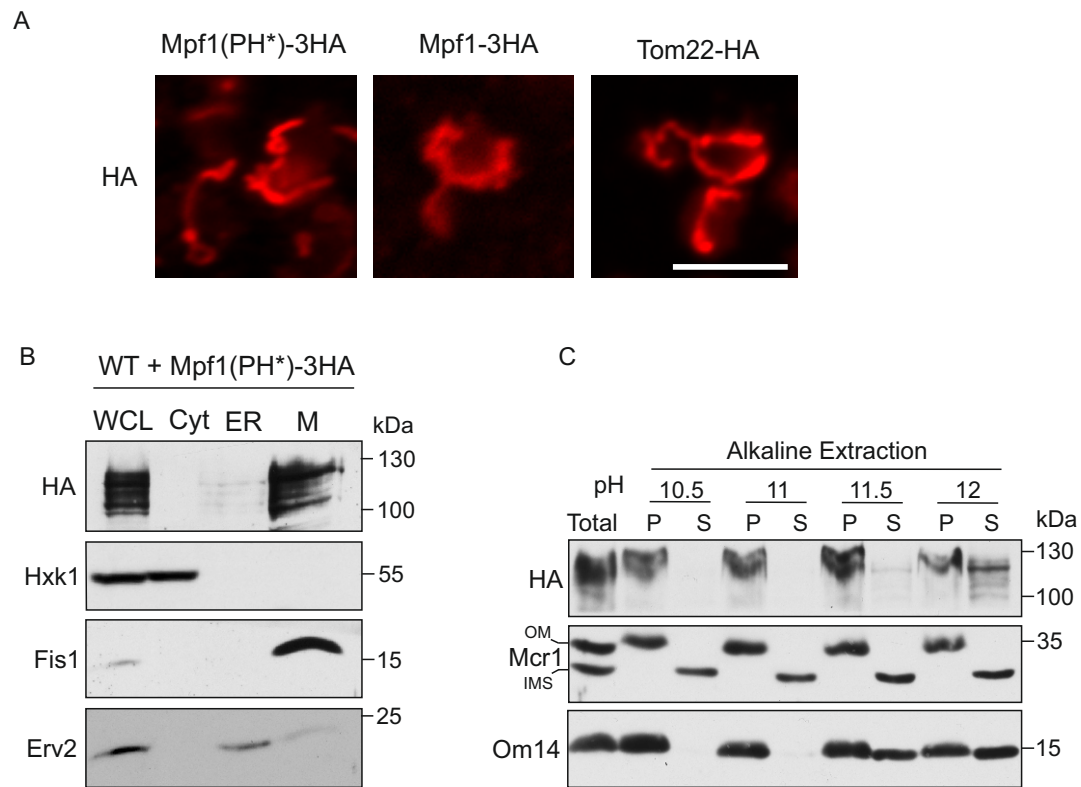 A
Mpf1(PH*)-3HA Mpf1-3HA Tom22-HA
HA
B
WT + Mpf1(PH*)-3HA
WCL Cyt ER M kDa
HA
130
100
Hxk1 55
Fis1 15
Erv2 25
C
Alkaline Extraction
pH 10.5 11 11.5 12
Total P S P S P S P S kDa
HA
130
100
OM 35
Mcr1
IMS
Om14 15